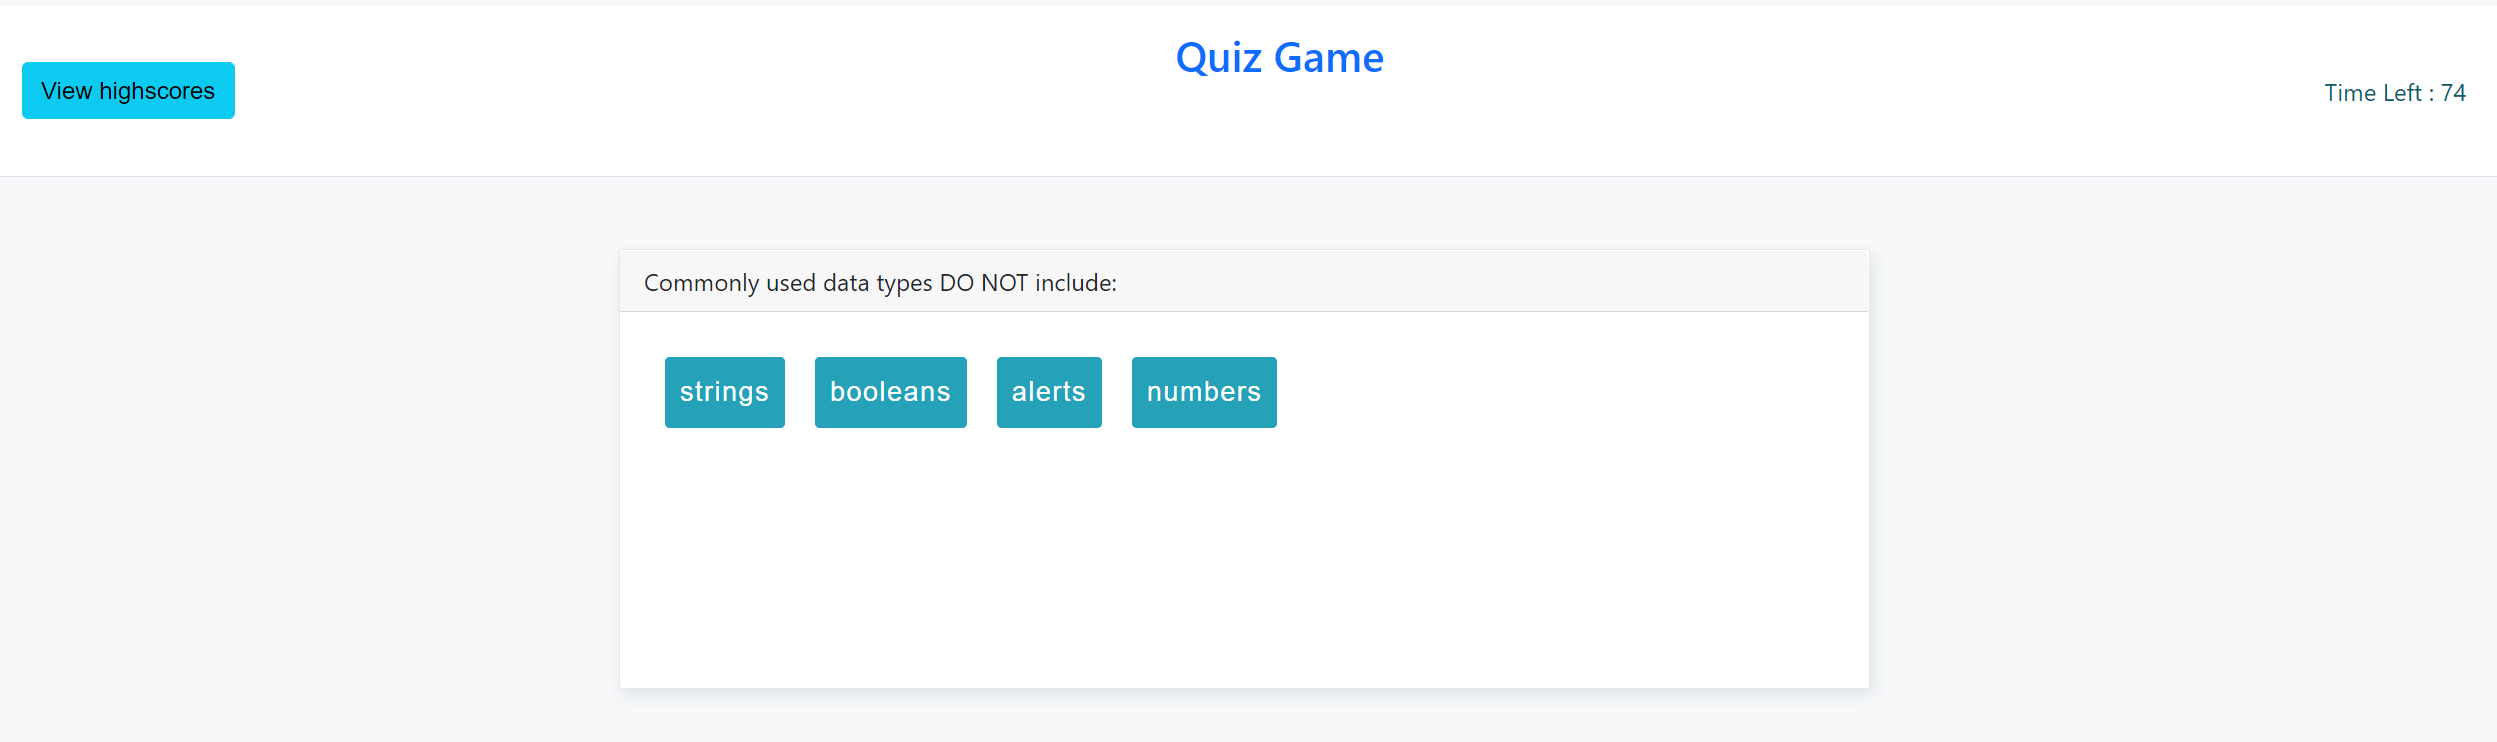 Quiz Game
View highscores
Time Left : 74
Commonly used data types DO NOT include:
strings booleans alerts numbers